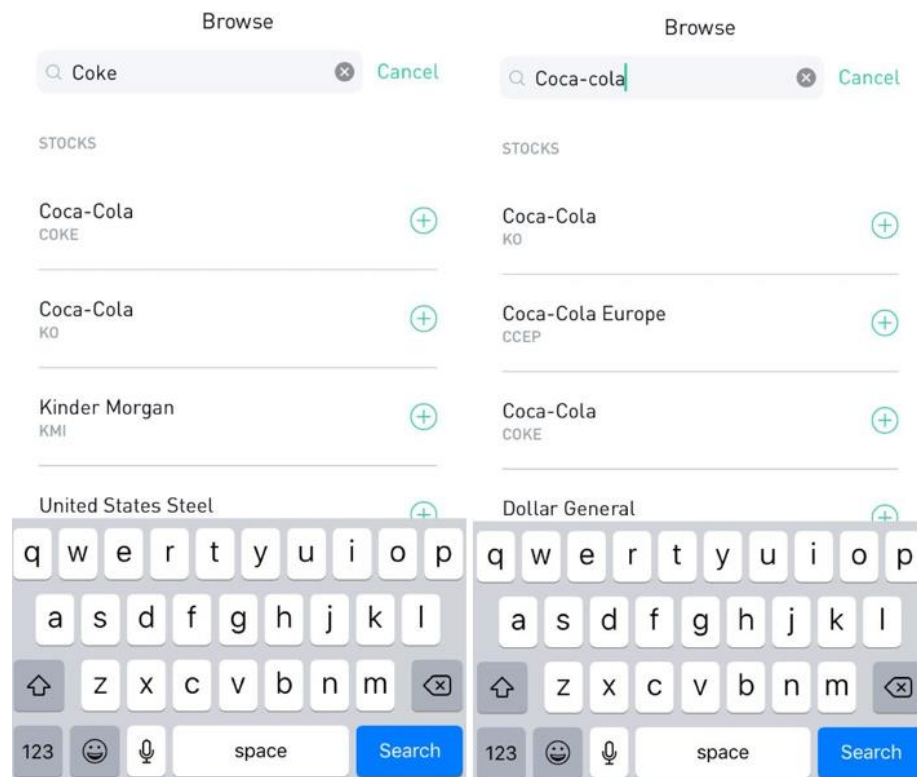 Browse
Coke
Cancel
STOCKS
Coca-Cola
COKE
Coca-Cola
KO
Kinder Morgan
KMI
United States Steel
q w e r t y u i o p
a s d f g h j k l
z x c v b n m
123
space
Search
Browse
Coca-cola
Cancel
STOCKS
Coca-Cola
KO
Coca-Cola Europe
CCEP
Coca-Cola
COKE
Dollar General
q w e r t y u i o p
a s d f g h j k l
z x c v b n m
123
space
Search